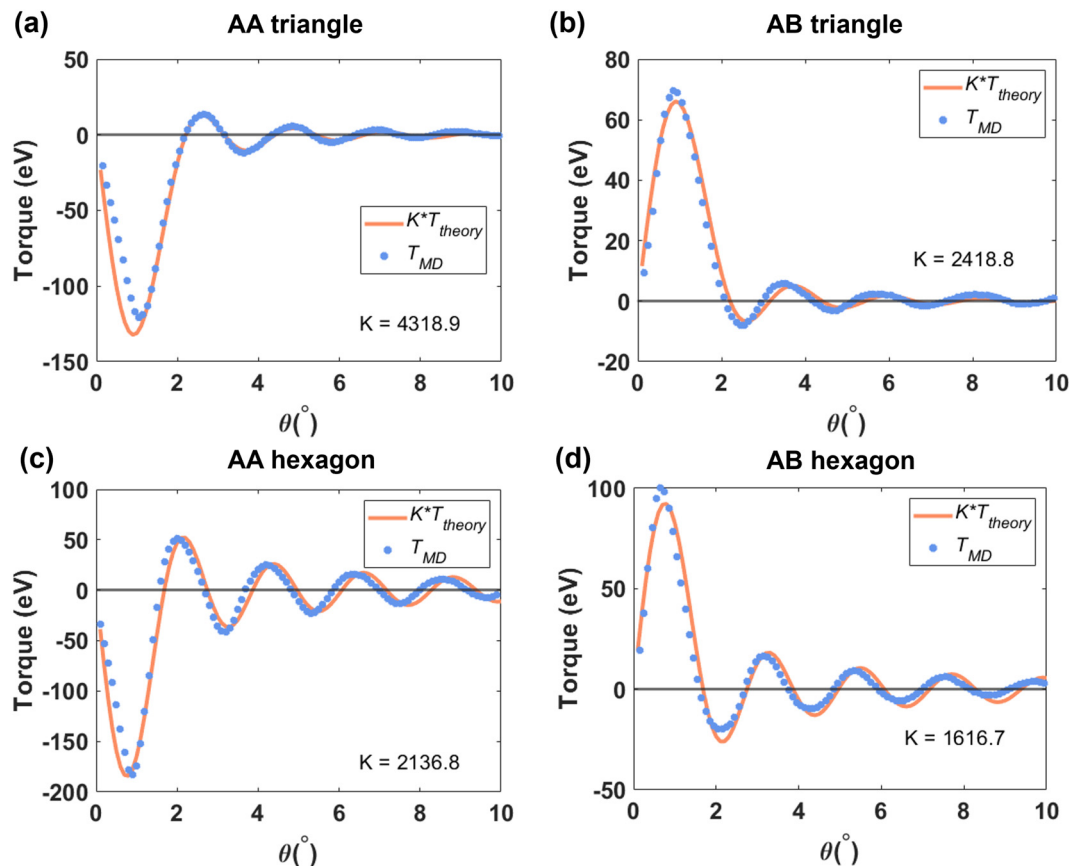 (a) AA triangle
50
0
-50
-100
-150
Torque (eV)
K*T_theory
T_MD
K = 4318.9
0 2 4 6 8 10
θ(°)
(b) AB triangle
80
60
40
20
0
-20
Torque (eV)
K*T_theory
T_MD
K = 2418.8
0 2 4 6 8 10
θ(°)
(c) AA hexagon
100
50
0
-50
-100
-150
-200
Torque (eV)
K*T_theory
T_MD
K = 2136.8
0 2 4 6 8 10
θ(°)
(d) AB hexagon
100
50
0
-50
Torque (eV)
K*T_theory
T_MD
K = 1616.7
0 2 4 6 8 10
θ(°)